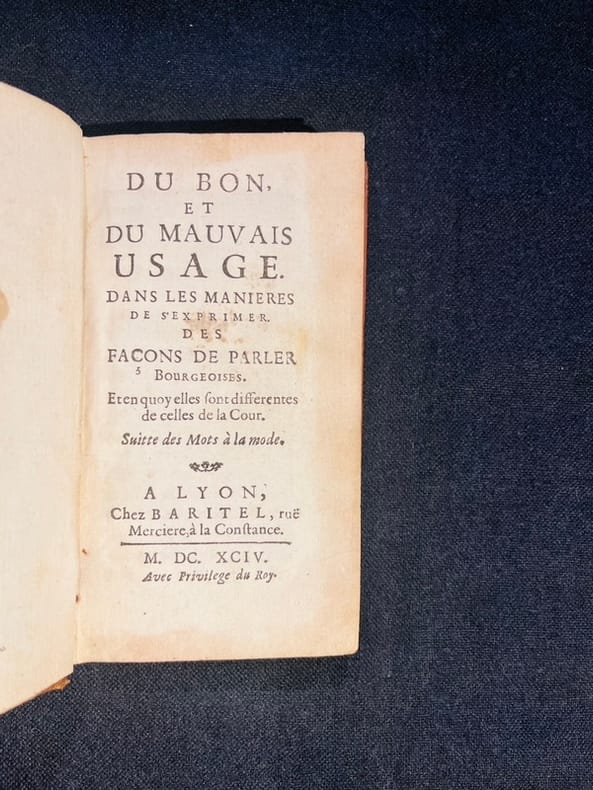 DU BON,
ET
DU MAUVAIS
USAGE.
DANS LES MANIERES
DE S'EXPRIMER.
DES
FAÇONS DE PARLER
BOURGEOISES.
Et en quoy elles ſont differentes
de celles de la Cour.
Suitte des Mots à la mode.
A LYON,
Chez BARITEL, ruë
Merciere, à la Conſtance.
M. DC. XCIV.
Avec Privilege du Roy.